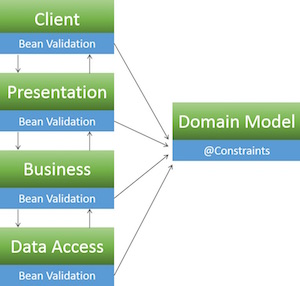 Client
Bean Validation
Presentation
Bean Validation
Business
Bean Validation
Data Access
Bean Validation
Domain Model
@Constraints